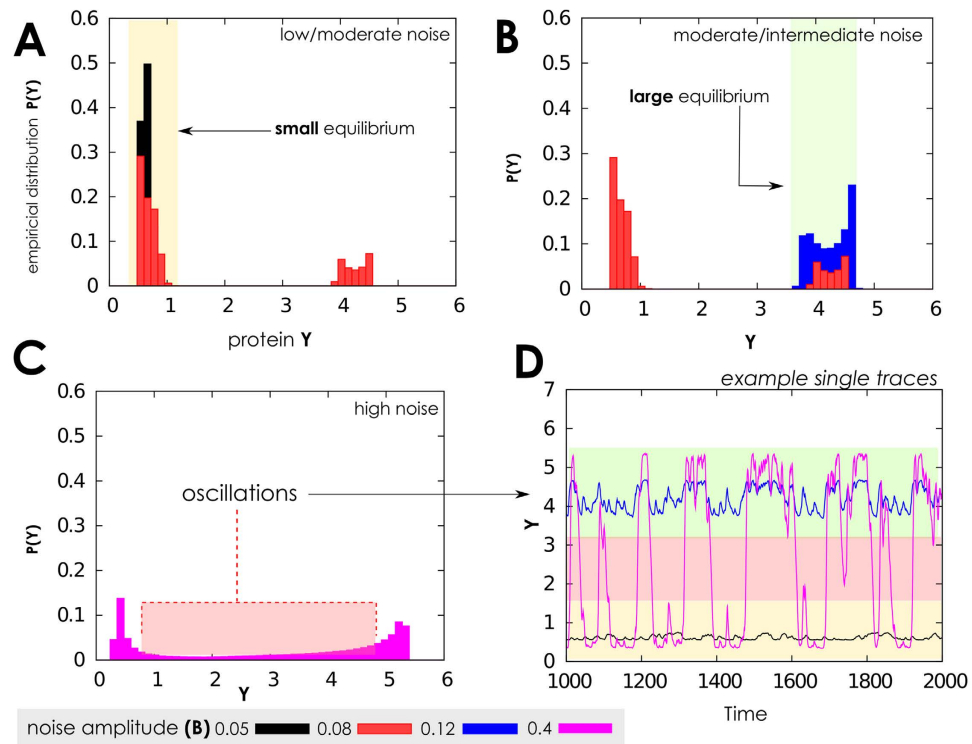 A
low/moderate noise
0.6
0.5
0.4
0.3
0.2
0.1
0
empiricial distribution P(Y)
small equilibrium
0 1 2 3 4 5 6
protein Y
B
moderate/intermediate noise
0.6
0.5
0.4
0.3
0.2
0.1
0
P(Y)
large equilibrium
0 1 2 3 4 5 6
Y
C
high noise
0.6
0.5
0.4
0.3
0.2
0.1
0
P(Y)
oscillations
0 1 2 3 4 5 6
Y
D
example single traces
7
6
5
4
3
2
1
0
Y
1000 1200 1400 1600 1800 2000
Time
noise amplitude (B) 0.05 0.08 0.12 0.4